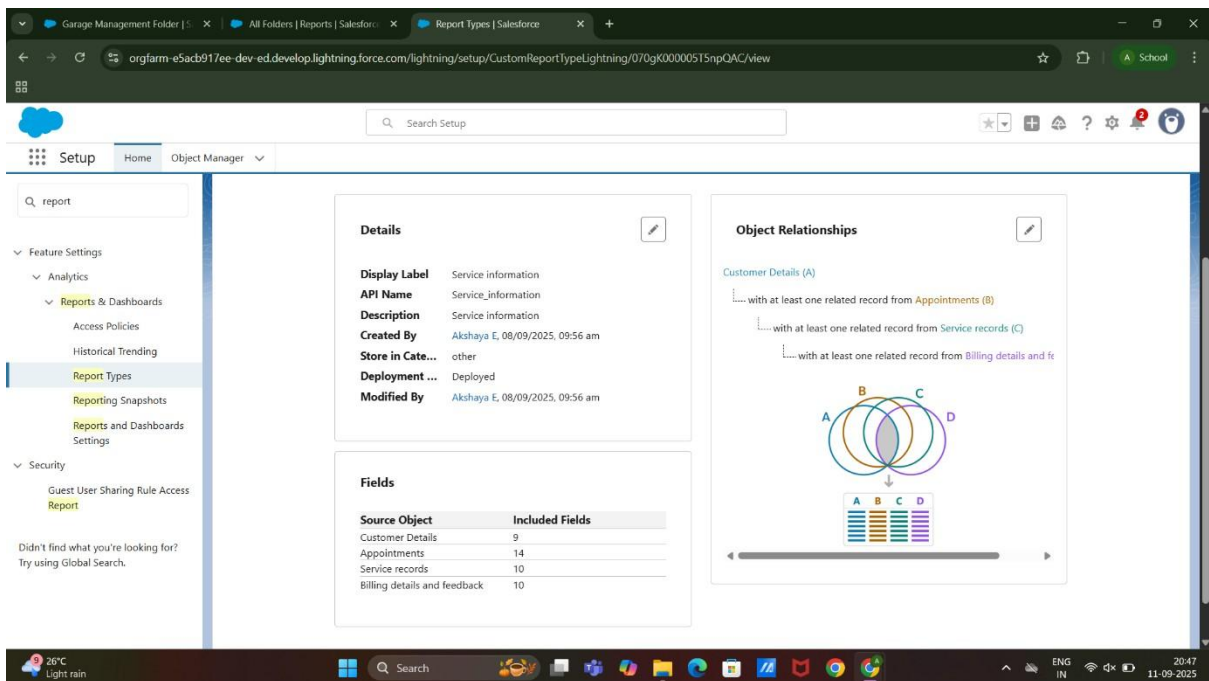 Garage Management Folder | S
All Folders | Reports | Salesforce
Report Types | Salesforce
orgfarm-e5acb917ee-dev-ed.develop.lightning.force.com/lightning/setup/CustomReportTypeLightning/070gK000005T5npQAC/view
A School
Search Setup
2
Setup Home Object Manager
report
Feature Settings
Analytics
Reports & Dashboards
Access Policies
Historical Trending
Report Types
Reporting Snapshots
Reports and Dashboards
Settings
Security
Guest User Sharing Rule Access
Report
Didn't find what you're looking for?
Try using Global Search.
Details
Display Label Service information
API Name Service_information
Description Service information
Created By Akshaya E, 08/09/2025, 09:56 am
Store in Cate... other
Deployment ... Deployed
Modified By Akshaya E, 08/09/2025, 09:56 am
Fields
Source Object Included Fields
Customer Details 9
Appointments 14
Service records 10
Billing details and feedback 10
Object Relationships
Customer Details (A)
with at least one related record from Appointments (B)
with at least one related record from Service records (C)
with at least one related record from Billing details and fe
B C
A D
A B C D
9
26°C
Light rain
Search
ENG
IN
20:47
11-09-2025